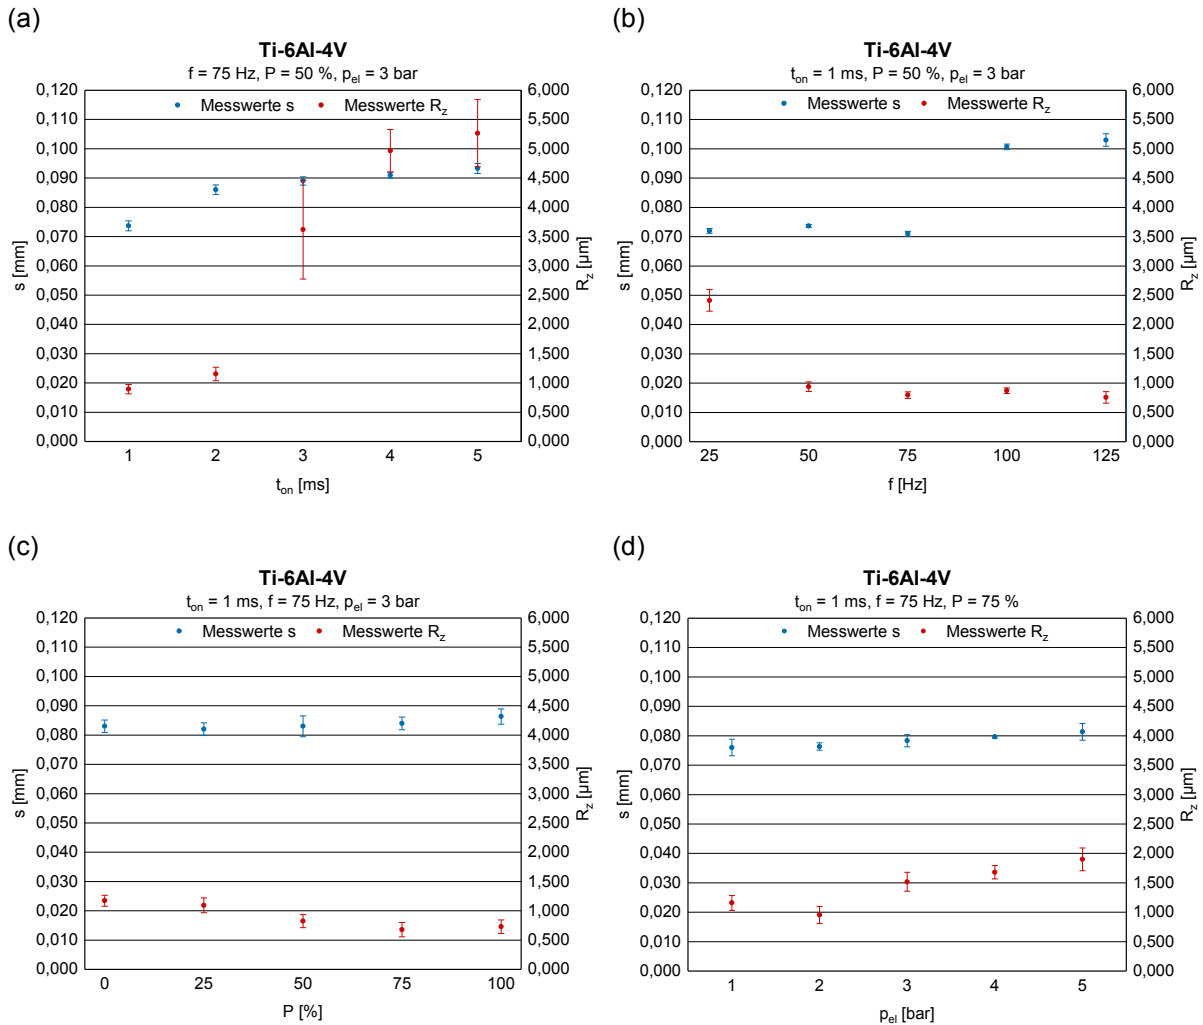 (a)
Ti-6Al-4V
f = 75 Hz, P = 50 %, pel = 3 bar
Messwerte s Messwerte Rz
0,120 6,000
0,110 5,500
0,100 5,000
0,090 4,500
0,080 4,000
0,070 3,500
0,060 3,000
0,050 2,500
0,040 2,000
0,030 1,500
0,020 1,000
0,010 0,500
0,000 0,000
s [mm]
Rz [µm]
1 2 3 4 5
ton [ms]
(b)
Ti-6Al-4V
ton = 1 ms, P = 50 %, pel = 3 bar
Messwerte s Messwerte Rz
0,120 6,000
0,110 5,500
0,100 5,000
0,090 4,500
0,080 4,000
0,070 3,500
0,060 3,000
0,050 2,500
0,040 2,000
0,030 1,500
0,020 1,000
0,010 0,500
0,000 0,000
s [mm]
Rz [µm]
25 50 75 100 125
f [Hz]
(c)
Ti-6Al-4V
ton = 1 ms, f = 75 Hz, pel = 3 bar
Messwerte s Messwerte Rz
0,120 6,000
0,110 5,500
0,100 5,000
0,090 4,500
0,080 4,000
0,070 3,500
0,060 3,000
0,050 2,500
0,040 2,000
0,030 1,500
0,020 1,000
0,010 0,500
0,000 0,000
s [mm]
Rz [µm]
0 25 50 75 100
P [%]
(d)
Ti-6Al-4V
ton = 1 ms, f = 75 Hz, P = 75 %
Messwerte s Messwerte Rz
0,120 6,000
0,110 5,500
0,100 5,000
0,090 4,500
0,080 4,000
0,070 3,500
0,060 3,000
0,050 2,500
0,040 2,000
0,030 1,500
0,020 1,000
0,010 0,500
0,000 0,000
s [mm]
Rz [µm]
1 2 3 4 5
pel [bar]